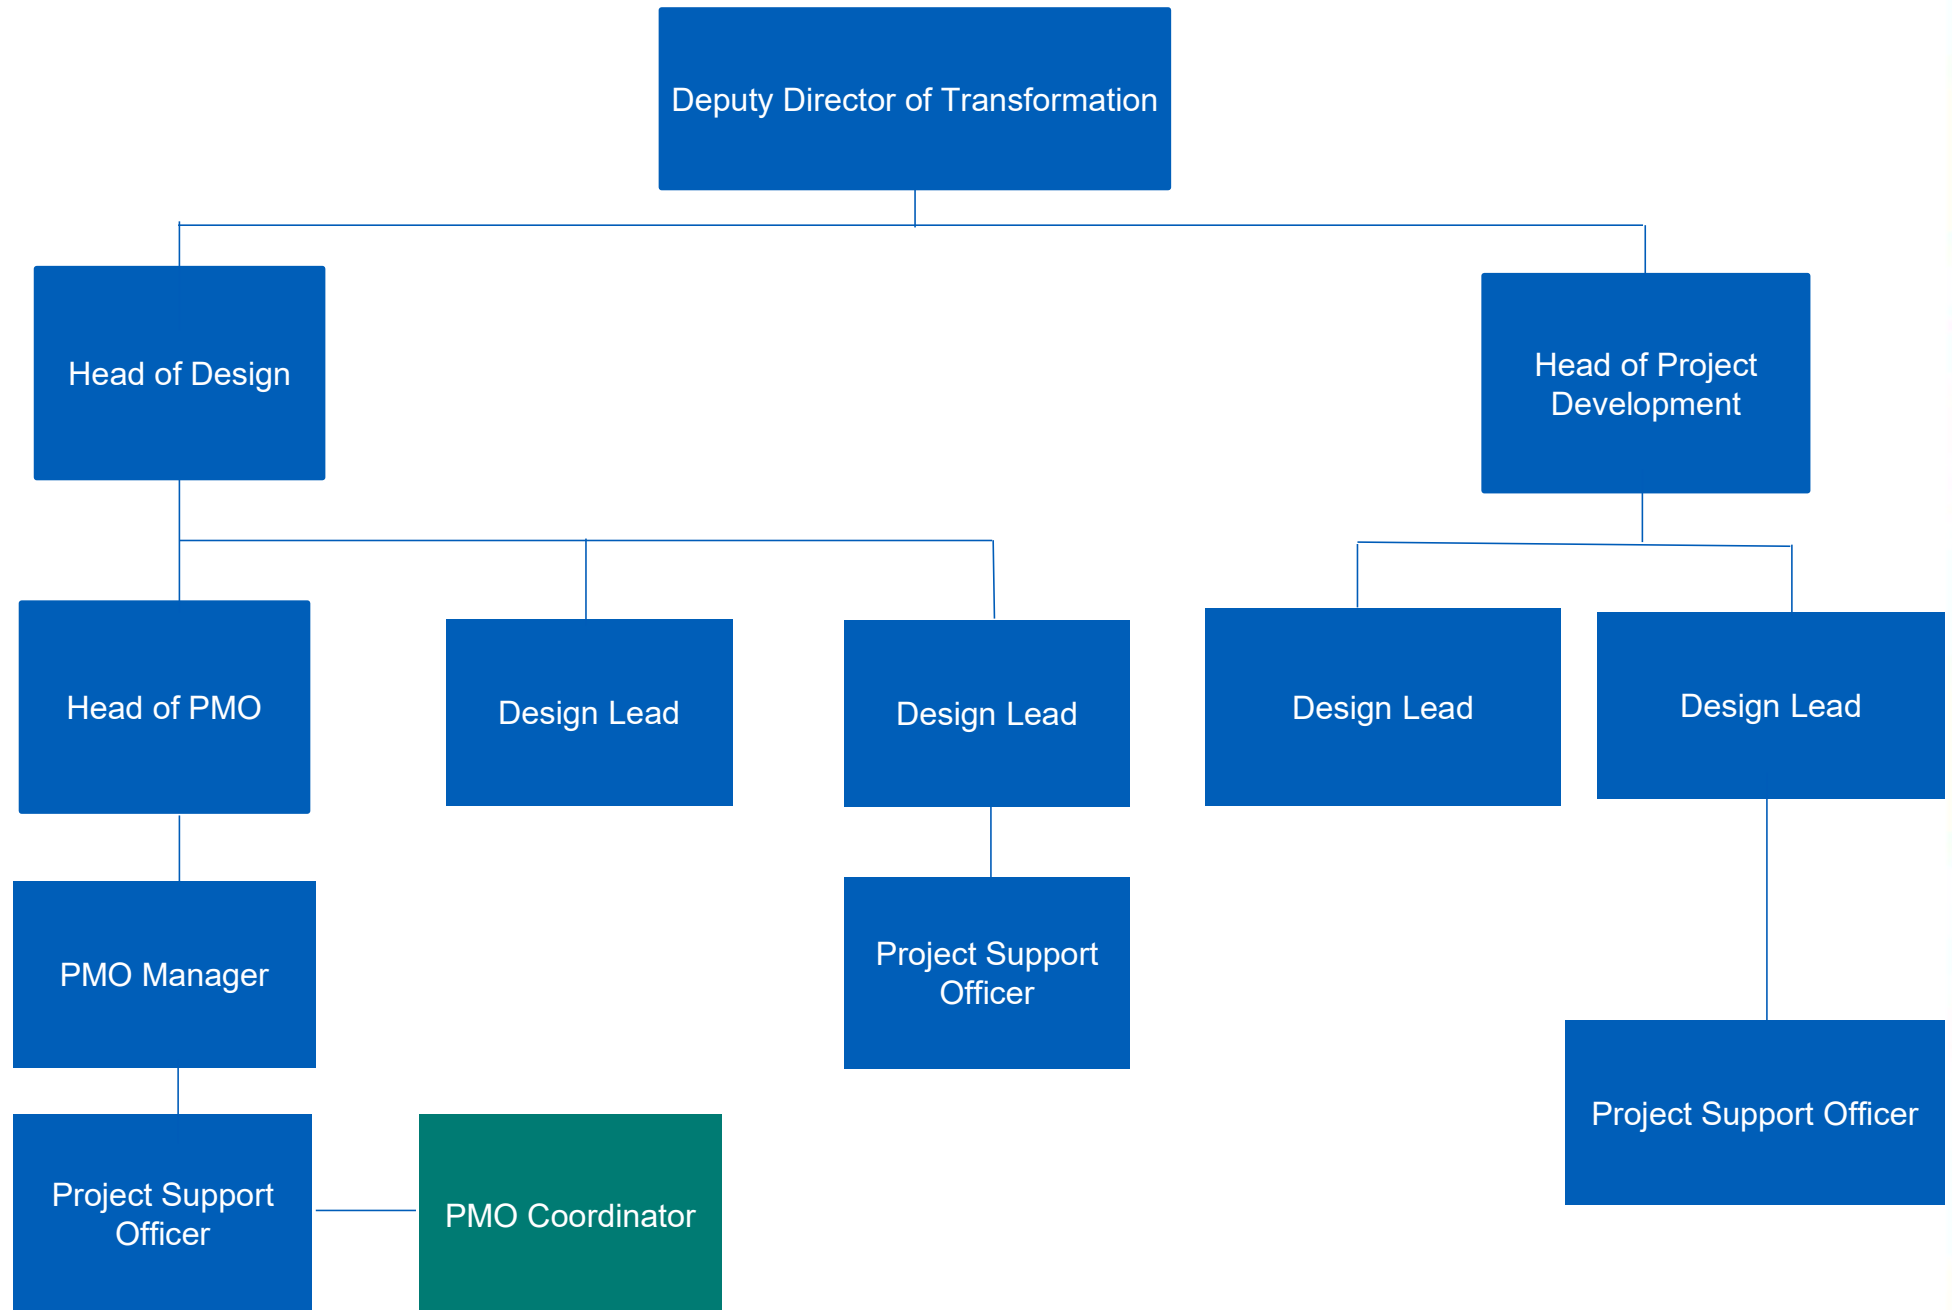 Deputy Director of Transformation
Head of Design
Head of Project
Development
Head of PMO
Design Lead
Design Lead
Design Lead
Design Lead
PMO Manager
Project Support
Officer
Project Support Officer
Project Support
Officer
PMO Coordinator